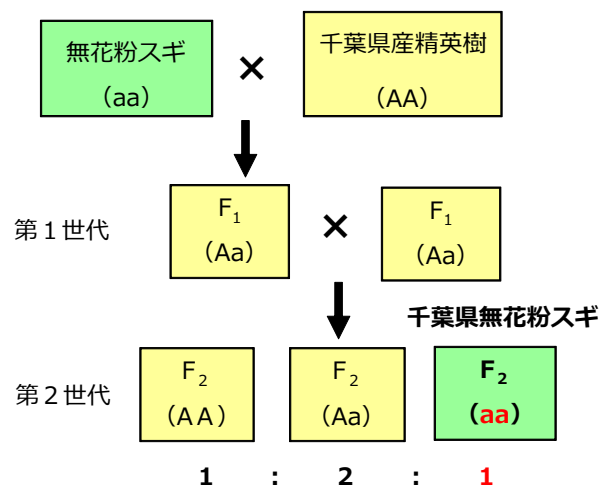 無花粉スギ
（aa）
×
千葉県産精英樹
（AA）
第１世代
F₁
（Aa）
×
F₁
（Aa）
千葉県無花粉スギ
第２世代
F₂
（ＡＡ）
F₂
（Aa）
F₂
（aa）
1 : 2 : 1